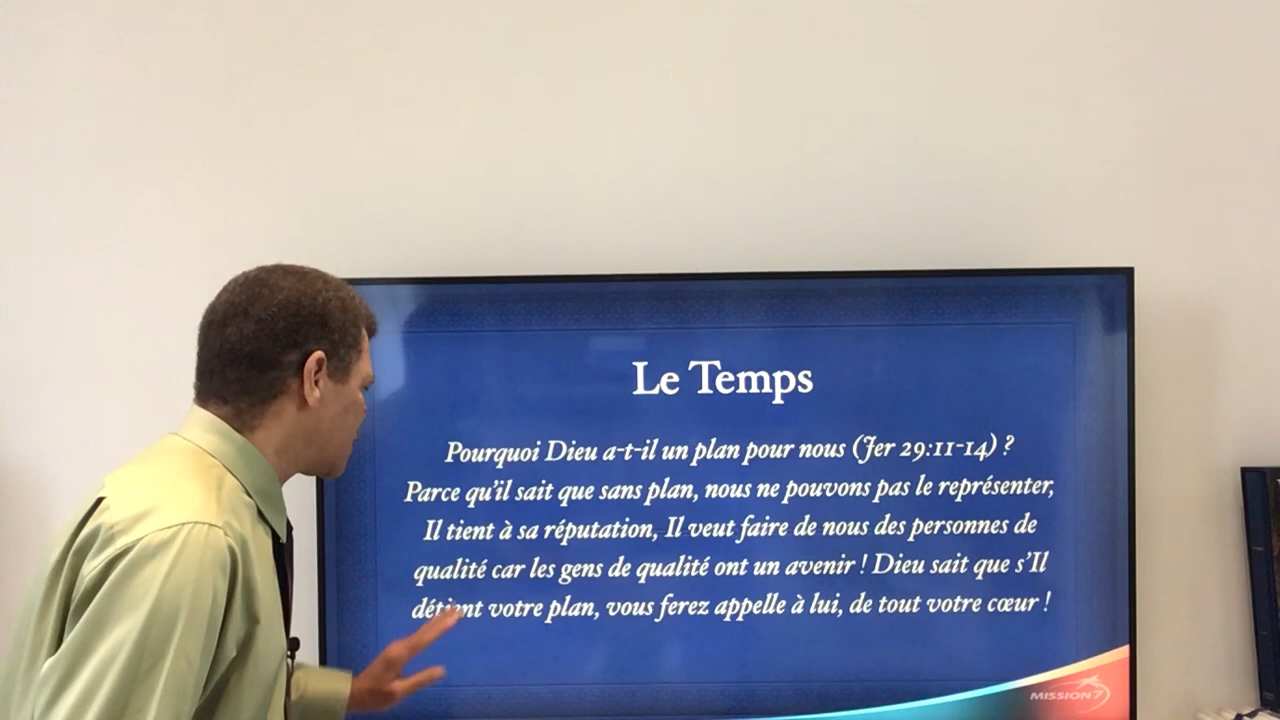 Le Temps
Pourquoi Dieu a-t-il un plan pour nous (Jer 29:11-14) ?
Parce qu'il sait que sans plan, nous ne pouvons pas le représenter,
Il tient à sa réputation, Il veut faire de nous des personnes de
qualité car les gens de qualité ont un avenir ! Dieu sait que s'Il
détient votre plan, vous ferez appelle à lui, de tout votre cœur !
MISSION 7